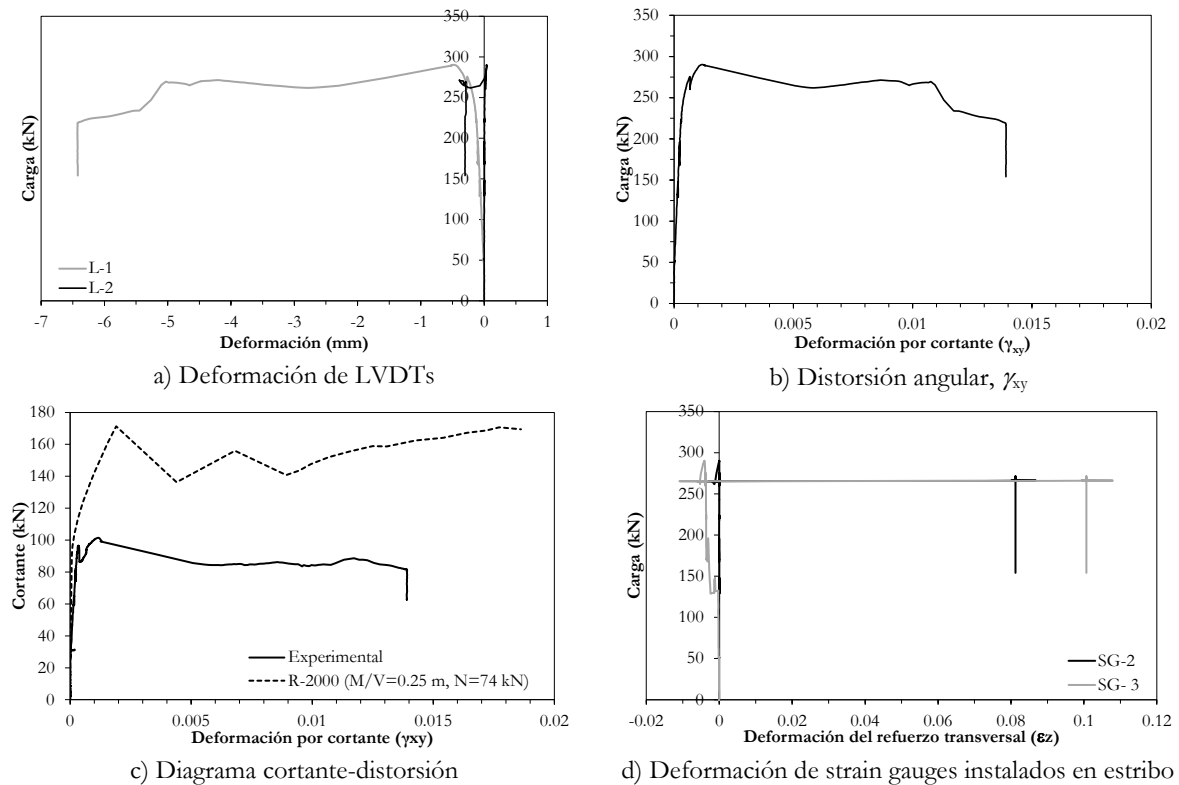 350
300
250
200
150
100
50
0
Carga (kN)
L-1
L-2
-7 -6 -5 -4 -3 -2 -1 0 1
Deformación (mm)
a) Deformación de LVDTs
350
300
250
200
150
100
50
0
Carga (kN)
0 0.005 0.01 0.015 0.02
Deformación por cortante (γxy)
b) Distorsión angular, γxy
180
160
140
120
100
80
60
40
20
0
Cortante (kN)
Experimental
R-2000 (M/V=0.25 m, N=74 kN)
0 0.005 0.01 0.015 0.02
Deformación por cortante (γxy)
c) Diagrama cortante-distorsión
350
300
250
200
150
100
50
0
Carga (kN)
SG-2
SG- 3
-0.02 0 0.02 0.04 0.06 0.08 0.1 0.12
Deformación del refuerzo transversal (εz)
d) Deformación de strain gauges instalados en estribo